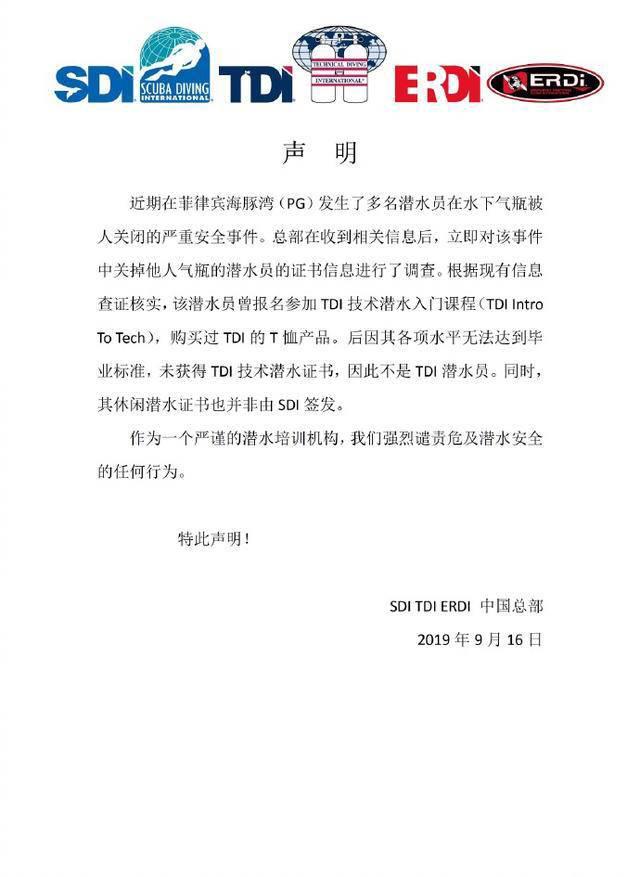 SDI
SCUBA DIVING
INTERNATIONAL
TDI
TECHNICAL DIVING
INTERNATIONAL
ERDI
ERDi
声 明
近期在菲律宾海豚湾（PG）发生了多名潜水员在水下气瓶被
人关闭的严重安全事件。总部在收到相关信息后，立即对该事件
中关掉他人气瓶的潜水员的证书信息进行了调查。根据现有信息
查证核实，该潜水员曾报名参加 TDI 技术潜水入门课程（TDI Intro
To Tech），购买过 TDI 的 T 恤产品。后因其各项水平无法达到毕
业标准，未获得 TDI 技术潜水证书，因此不是 TDI 潜水员。同时，
其休闲潜水证书也并非由 SDI 签发。
作为一个严谨的潜水培训机构，我们强烈谴责危及潜水安全
的任何行为。
特此声明！
SDI TDI ERDI 中国总部
2019 年 9 月 16 日